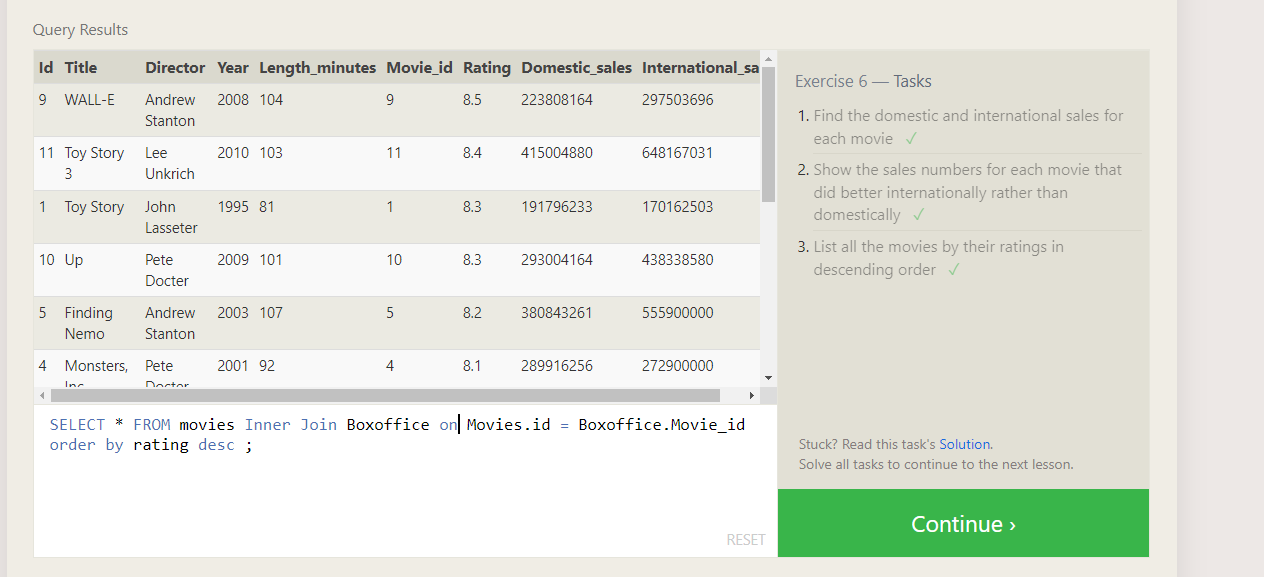 Query Results
Id Title Director Year Length_minutes Movie_id Rating Domestic_sales International_sa
9 WALL-E Andrew Stanton 2008 104 9 8.5 223808164 297503696
11 Toy Story 3 Lee Unkrich 2010 103 11 8.4 415004880 648167031
1 Toy Story John Lasseter 1995 81 1 8.3 191796233 170162503
10 Up Pete Docter 2009 101 10 8.3 293004164 438338580
5 Finding Nemo Andrew Stanton 2003 107 5 8.2 380843261 555900000
4 Monsters, Inc Pete Docter 2001 92 4 8.1 289916256 272900000
SELECT * FROM movies Inner Join Boxoffice on Movies.id = Boxoffice.Movie_id
order by rating desc ;
RESET
Exercise 6 — Tasks
1. Find the domestic and international sales for
each movie ✓
2. Show the sales numbers for each movie that
did better internationally rather than
domestically ✓
3. List all the movies by their ratings in
descending order ✓
Stuck? Read this task's Solution.
Solve all tasks to continue to the next lesson.
Continue ›